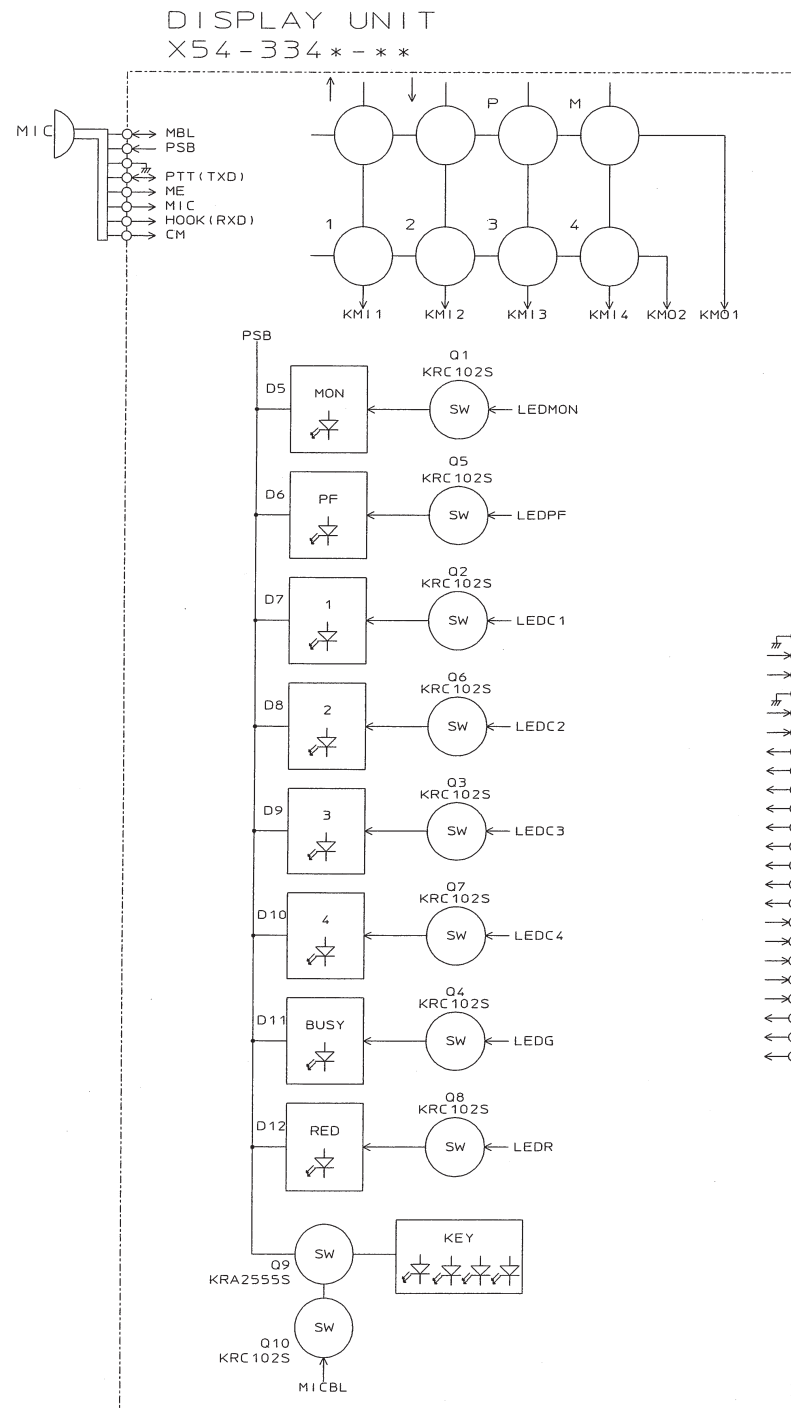 DISPLAY UNIT
X54-334*-**
MIC
MBL
PSB
PTT(TXD)
ME
MIC
HOOK(RXD)
CM
↑ ↓ P M
1 2 3 4
KMI1 KMI2 KMI3 KMI4 KMO2 KMO1
PSB
Q1
KRC102S
D5 MON SW LEDMON
Q5
KRC102S
D6 PF SW LEDPF
Q2
KRC102S
D7 1 SW LEDC1
Q6
KRC102S
D8 2 SW LEDC2
Q3
KRC102S
D9 3 SW LEDC3
Q7
KRC102S
D10 4 SW LEDC4
Q4
KRC102S
D11 BUSY SW LEDG
Q8
KRC102S
D12 RED SW LEDR
SW KEY
Q9
KRA2555S
SW
Q10
KRC102S
MICBL